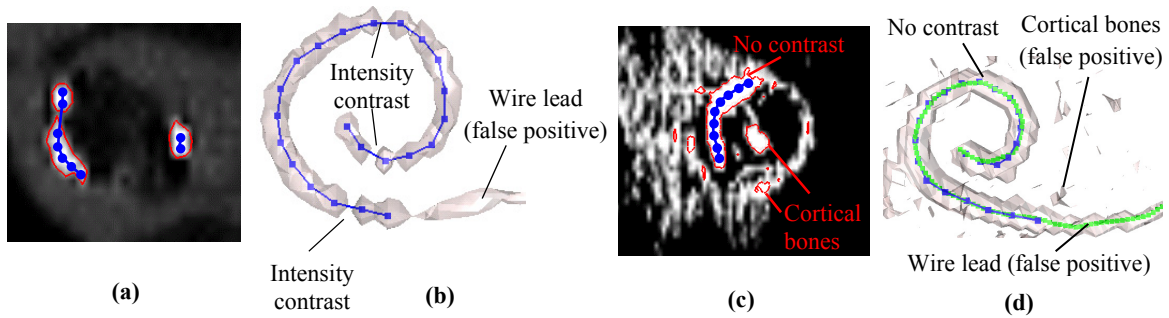 Intensity
contrast
Wire lead
(false positive)
Intensity
contrast
No contrast
Cortical
bones
No contrast
Cortical bones
(false positive)
Wire lead (false positive)
(a)
(b)
(c)
(d)